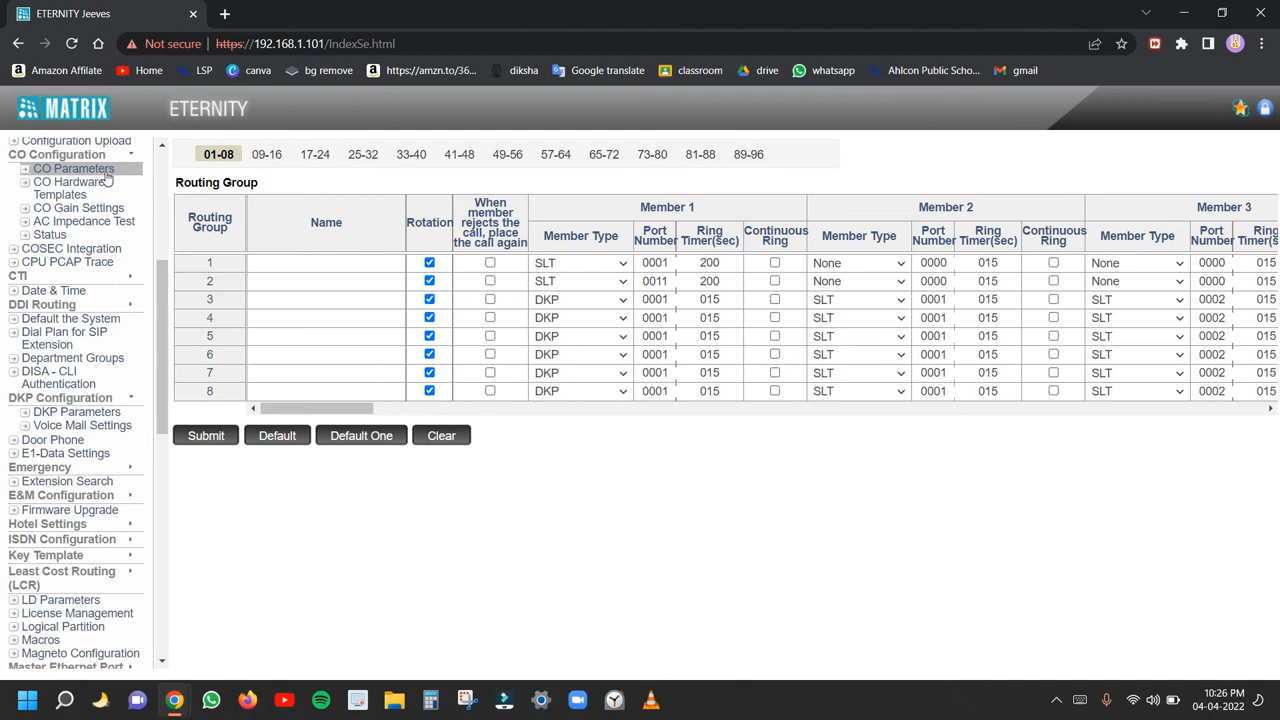 ETERNITY Jeeves
Not secure https://192.168.1.101/IndexSe.html
Amazon Affilate Home LSP canva bg remove https://amzn.to/36... diksha Google translate classroom drive whatsapp Ahlcon Public Scho... gmail
MATRIX ETERNITY
Configuration Upload
CO Configuration
CO Parameters
CO Hardware
Templates
CO Gain Settings
AC Impedance Test
Status
COSEC Integration
CPU PCAP Trace
CTI
Date & Time
DDI Routing
Default the System
Dial Plan for SIP
Extension
Department Groups
DISA - CLI
Authentication
DKP Configuration
DKP Parameters
Voice Mail Settings
Door Phone
E1-Data Settings
Emergency
Extension Search
E&M Configuration
Firmware Upgrade
Hotel Settings
ISDN Configuration
Key Template
Least Cost Routing
(LCR)
LD Parameters
License Management
Logical Partition
Macros
Magneto Configuration
Master Ethernet Port
01-08 09-16 17-24 25-32 33-40 41-48 49-56 57-64 65-72 73-80 81-88 89-96
Routing Group
Routing
Group
Name
Rotation
When
member
rejects the
call, place
the call again
Member 1 Member 2 Member 3
Member Type Port
Number Ring
Timer(sec) Continuous
Ring Member Type Port
Number Ring
Timer(sec) Continuous
Ring Member Type Port
Number Ring
Timer(s
1 SLT 0001 200 None 0000 015 None 0000 015
2 SLT 0011 200 None 0000 015 None 0000 015
3 DKP 0001 015 SLT 0001 015 SLT 0002 015
4 DKP 0001 015 SLT 0001 015 SLT 0002 015
5 DKP 0001 015 SLT 0001 015 SLT 0002 015
6 DKP 0001 015 SLT 0001 015 SLT 0002 015
7 DKP 0001 015 SLT 0001 015 SLT 0002 015
8 DKP 0001 015 SLT 0001 015 SLT 0002 015
Submit Default Default One Clear
10:26 PM
04-04-2022